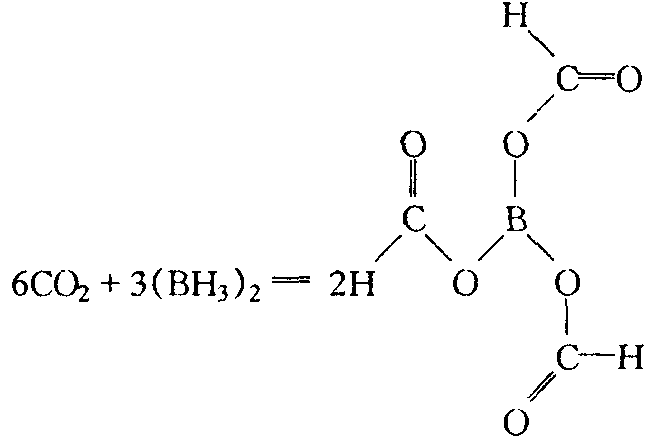 H
C=O
O O
C B
6CO₂ + 3(BH₃)₂ = 2H O O
C—H
O